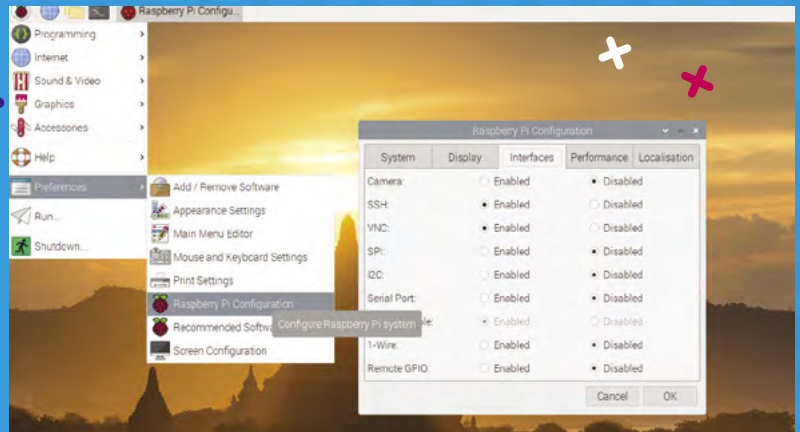 Raspberry Pi Configu...
Programming
Internet
Sound & Video
Graphics
Accessories
Help
Preferences
Run...
Shutdown...
Add / Remove Software
Appearance Settings
Main Menu Editor
Mouse and Keyboard Settings
Print Settings
Raspberry Pi Configuration
Recommended Softwa
Configure Raspberry Pi system
Screen Configuration
Raspberry Pi Configuration
System Display Interfaces Performance Localisation
Camera: Enabled Disabled
SSH: Enabled Disabled
VNC: Enabled Disabled
SPI: Enabled Disabled
I2C: Enabled Disabled
Serial Port: Enabled Disabled
le: Enabled Disabled
1-Wire: Enabled Disabled
Remote GPIO: Enabled Disabled
Cancel OK